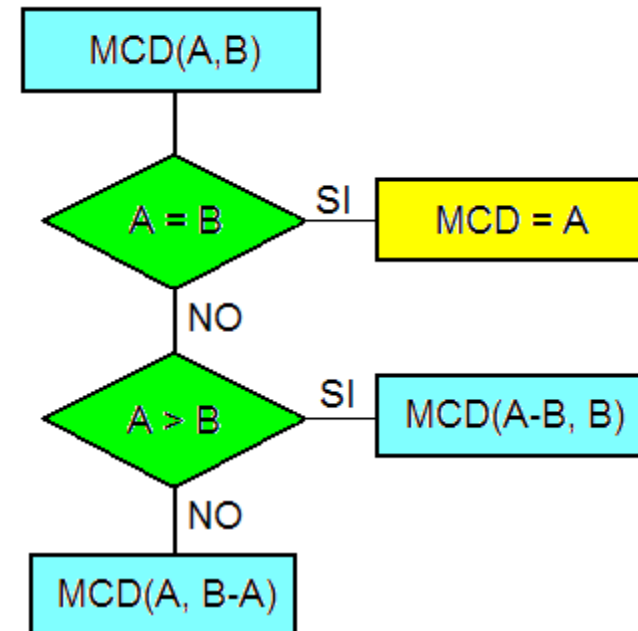 MCD(A,B)
A = B
SI
MCD = A
NO
A > B
SI
MCD(A-B, B)
NO
MCD(A, B-A)